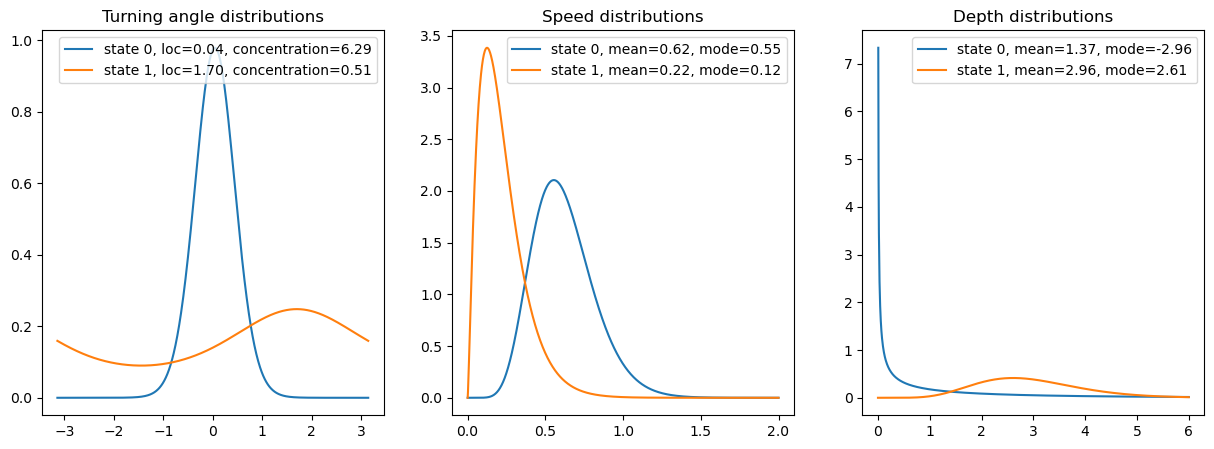 Turning angle distributions
state 0, loc=0.04, concentration=6.29
state 1, loc=1.70, concentration=0.51
1.0
0.8
0.6
0.4
0.2
0.0
−3 −2 −1 0 1 2 3
Speed distributions
state 0, mean=0.62, mode=0.55
state 1, mean=0.22, mode=0.12
3.5
3.0
2.5
2.0
1.5
1.0
0.5
0.0
0.0 0.5 1.0 1.5 2.0
Depth distributions
state 0, mean=1.37, mode=-2.96
state 1, mean=2.96, mode=2.61
7
6
5
4
3
2
1
0
0 1 2 3 4 5 6